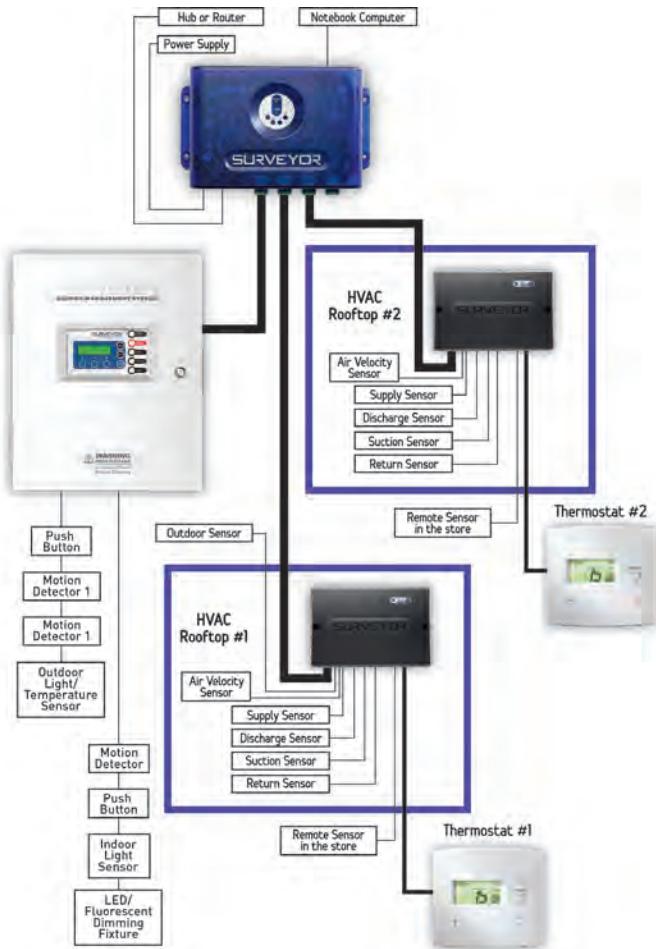 Hub or Router
Notebook Computer
Power Supply
SURVEYOR
HVAC
Rooftop #2
SURVEYOR
Air Velocity
Sensor
Supply Sensor
Discharge Sensor
Suction Sensor
Return Sensor
SURVEYOR
WARNING
Remote Sensor
in the store
Thermostat #2
Push
Button
Motion
Detector 1
Motion
Detector 1
Outdoor
Light/
Temperature
Sensor
Outdoor Sensor
HVAC
Rooftop #1
SURVEYOR
Air Velocity
Sensor
Supply Sensor
Discharge Sensor
Suction Sensor
Return Sensor
Motion
Detector
Push
Button
Indoor
Light
Sensor
LED/
Fluorescent
Dimming
Fixture
Remote Sensor
in the store
Thermostat #1